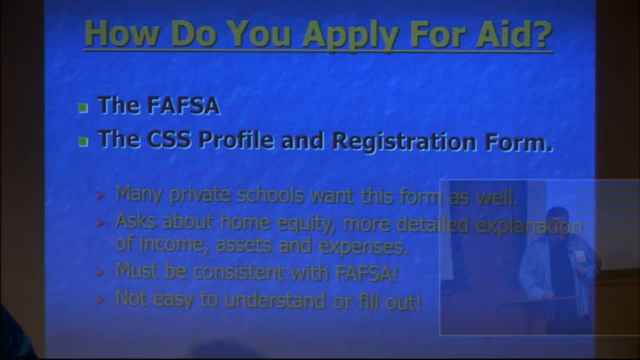 How Do You Apply For Aid?
The FAFSA
The CSS Profile and Registration Form.
Many private schools want this form as well.
Asks about home equity, more detailed explanation
of income, assets and expenses.
Must be consistent with FAFSA!
Not easy to understand or fill out!